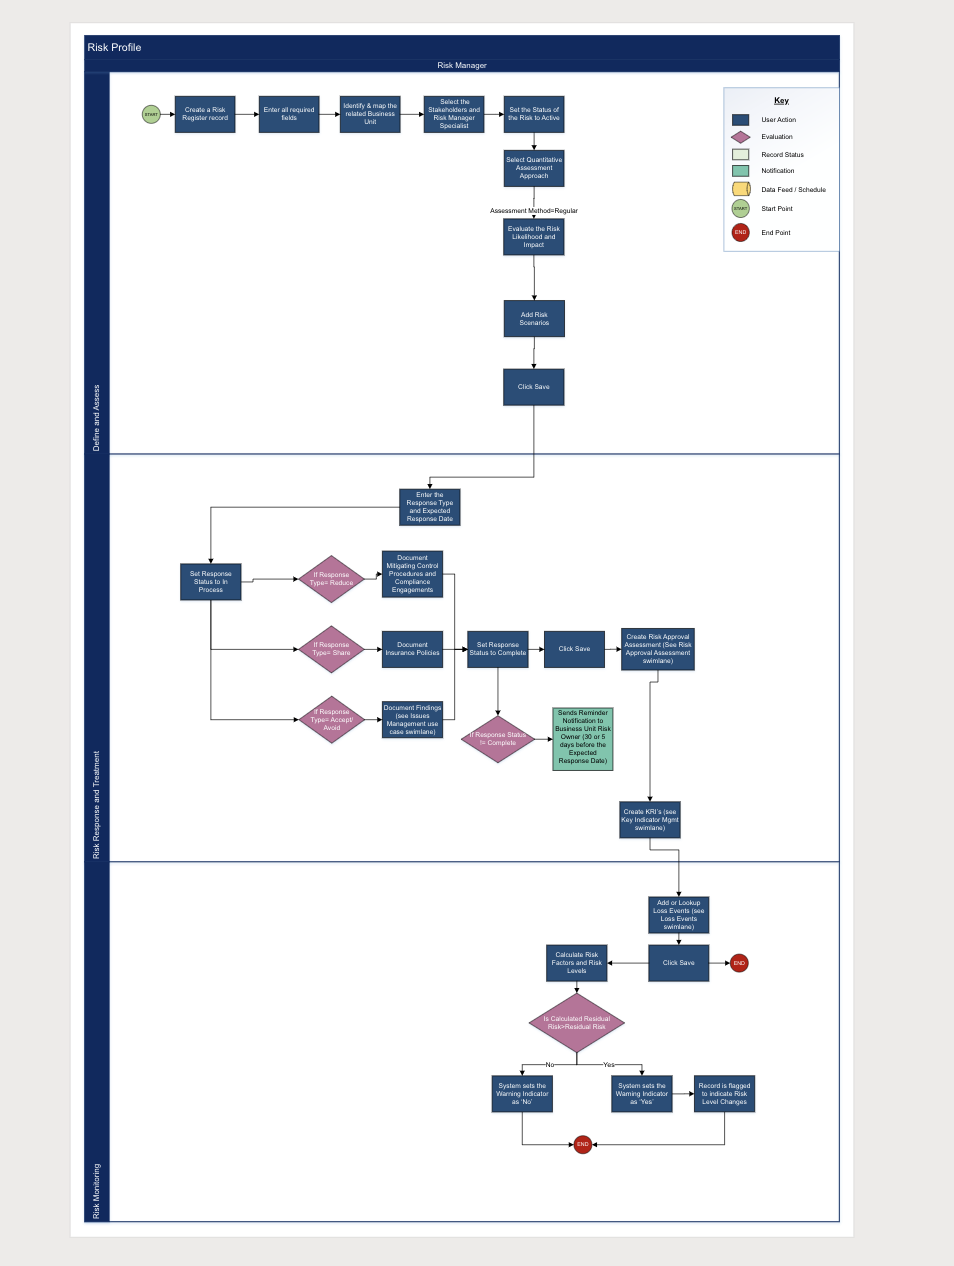 Risk Profile
Risk Manager
START
Create a Risk
Register record
Enter all required
fields
Identify & map the
related Business
Unit
Select the
Stakeholders and
Risk Manager
Specialist
Set the Status of
the Risk to Active
Key
User Action
Evaluation
Record Status
Notification
Data Feed / Schedule
START
Start Point
END
End Point
Select Quantitative
Assessment
Approach
Assessment Method=Regular
Evaluate the Risk
Likelihood and
Impact
Add Risk
Scenarios
Click Save
Define and Assess
Enter the
Response Type
and Expected
Response Date
Set Response
Status to In
Process
If Response
Type= Reduce
Document
Mitigating Control
Procedures and
Compliance
Engagements
If Response
Type= Share
Document
Insurance Policies
Set Response
Status to Complete
Click Save
Create Risk Approval
Assessment (See Risk
Approval Assessment
swimlane)
If Response
Type= Accept/
Avoid
Document Findings
(see Issues
Management use
case swimlane)
If Response Status
!= Complete
Sends Reminder
Notification to
Business Unit Risk
Owner (30 or 5
days before the
Expected
Response Date)
Create KRI's (see
Key Indicator Mgmt
swimlane)
Risk Response and Treatment
Add or Lookup
Loss Events (see
Loss Events
swimlane)
Calculate Risk
Factors and Risk
Levels
Click Save
END
Is Calculated Residual
Risk>Residual Risk
No
Yes
System sets the
Warning Indicator
as 'No'
System sets the
Warning Indicator
as 'Yes'
Record is flagged
to indicate Risk
Level Changes
END
Risk Monitoring